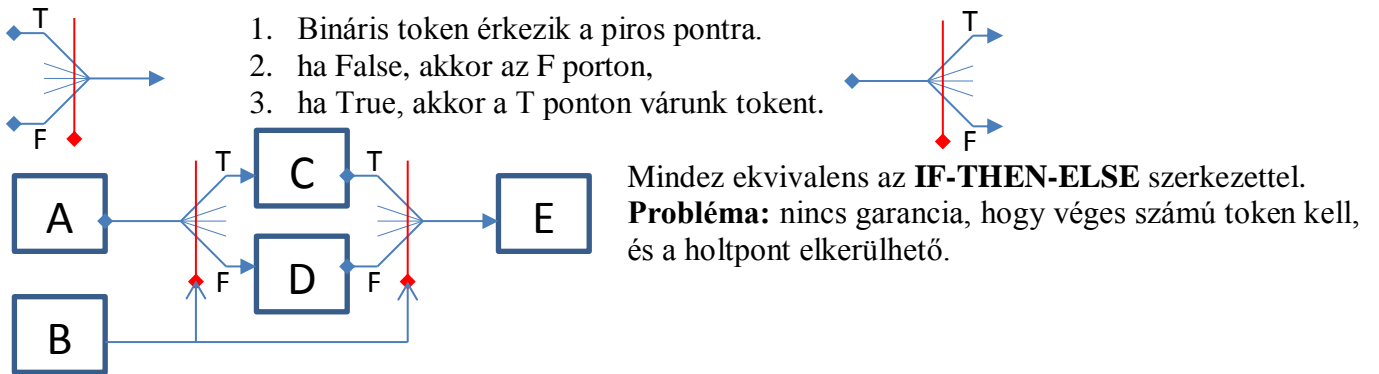 T
F
1. Bináris token érkezik a piros pontra.
2. ha False, akkor az F porton,
3. ha True, akkor a T ponton várunk tokent.
T
F
A
B
T
F
C
D
T
F
E
Mindez ekvivalens az IF-THEN-ELSE szerkezettel.
Probléma: nincs garancia, hogy véges számú token kell,
és a holtpont elkerülhető.